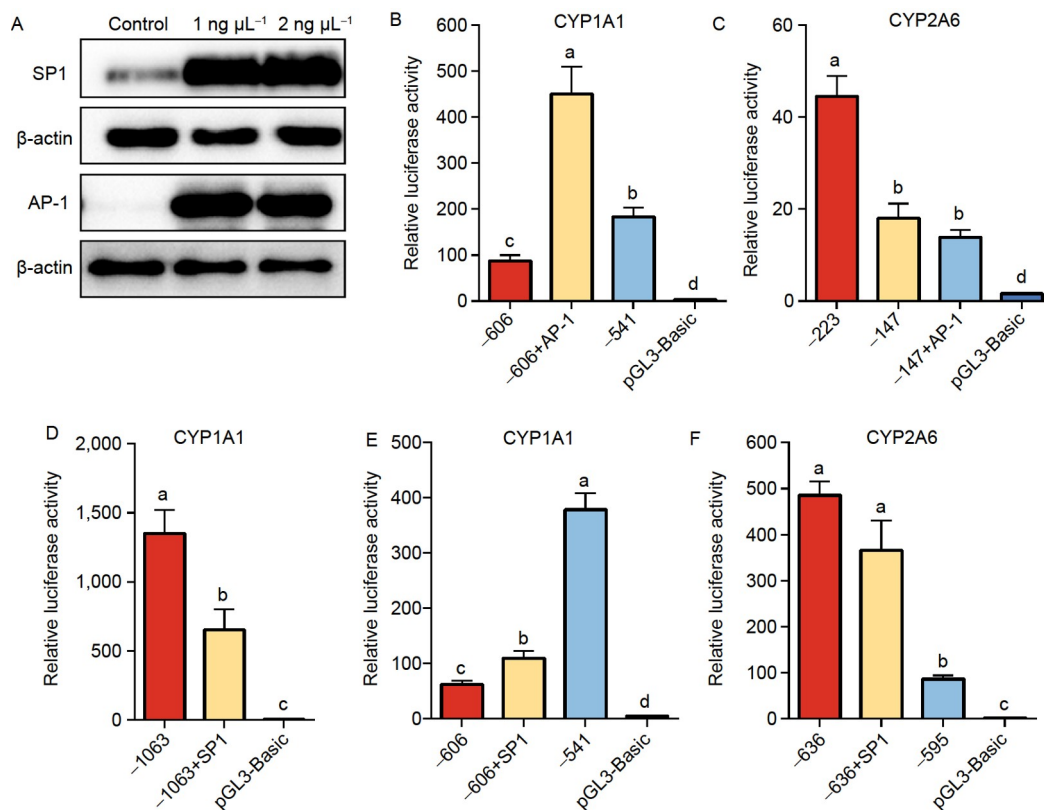 A
Control 1 ng μL⁻¹ 2 ng μL⁻¹
SP1
β-actin
AP-1
β-actin
B
CYP1A1
Relative luciferase activity
600
500
400
300
200
100
0
c
a
b
d
−606
−606+AP-1
−541
pGL3-Basic
C
CYP2A6
Relative luciferase activity
60
40
20
0
a
b
b
d
−223
−147
−147+AP-1
pGL3-Basic
D
CYP1A1
Relative luciferase activity
2,000
1,500
1,000
500
0
a
b
c
−1063
−1063+SP1
pGL3-Basic
E
CYP1A1
Relative luciferase activity
500
400
300
200
100
0
c
b
a
d
−606
−606+SP1
−541
pGL3-Basic
F
CYP2A6
Relative luciferase activity
600
500
400
300
200
100
0
a
a
b
c
−636
−636+SP1
−595
pGL3-Basic